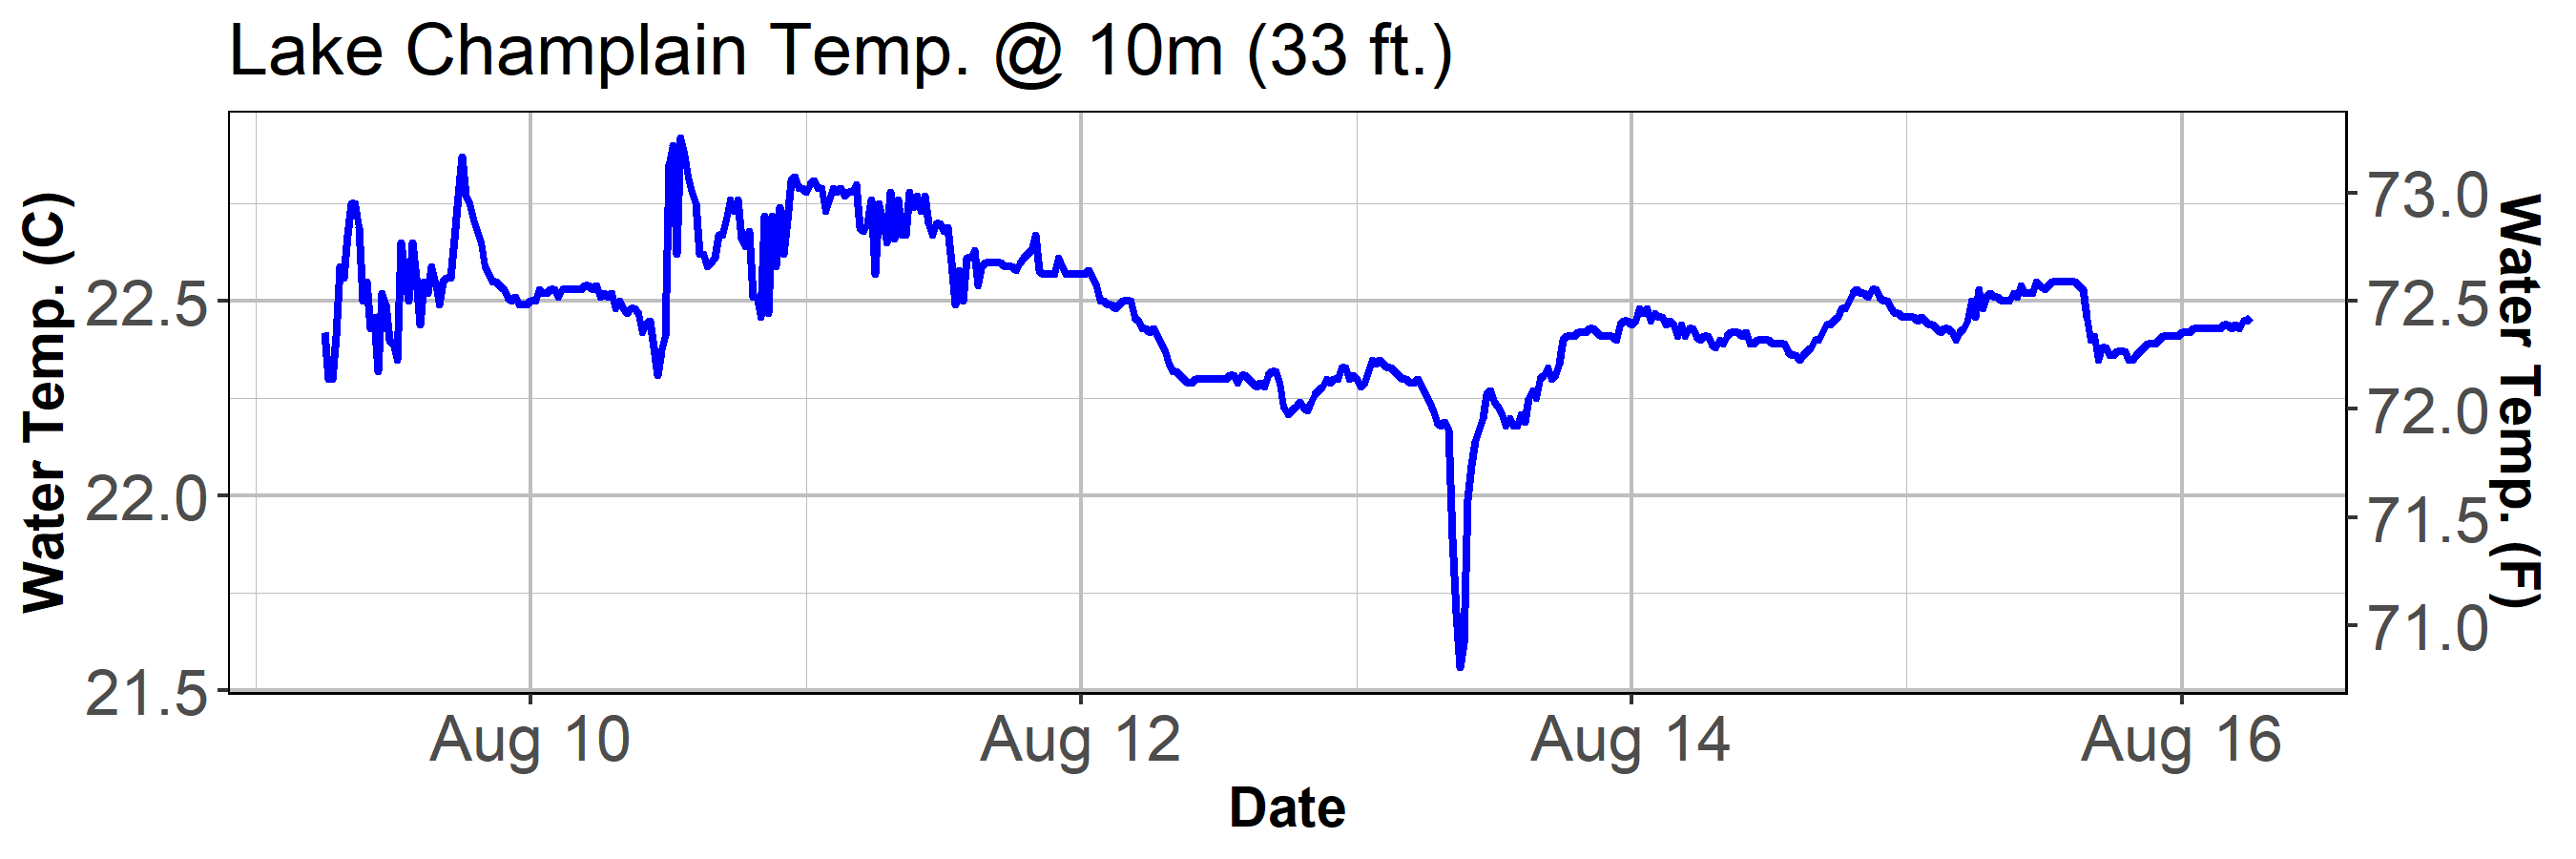 Lake Champlain Temp. @ 10m (33 ft.)
Water Temp. (C)
22.5
22.0
21.5
73.0
72.5
72.0
71.5
71.0
Water Temp. (F)
Aug 10 Aug 12 Aug 14 Aug 16
Date